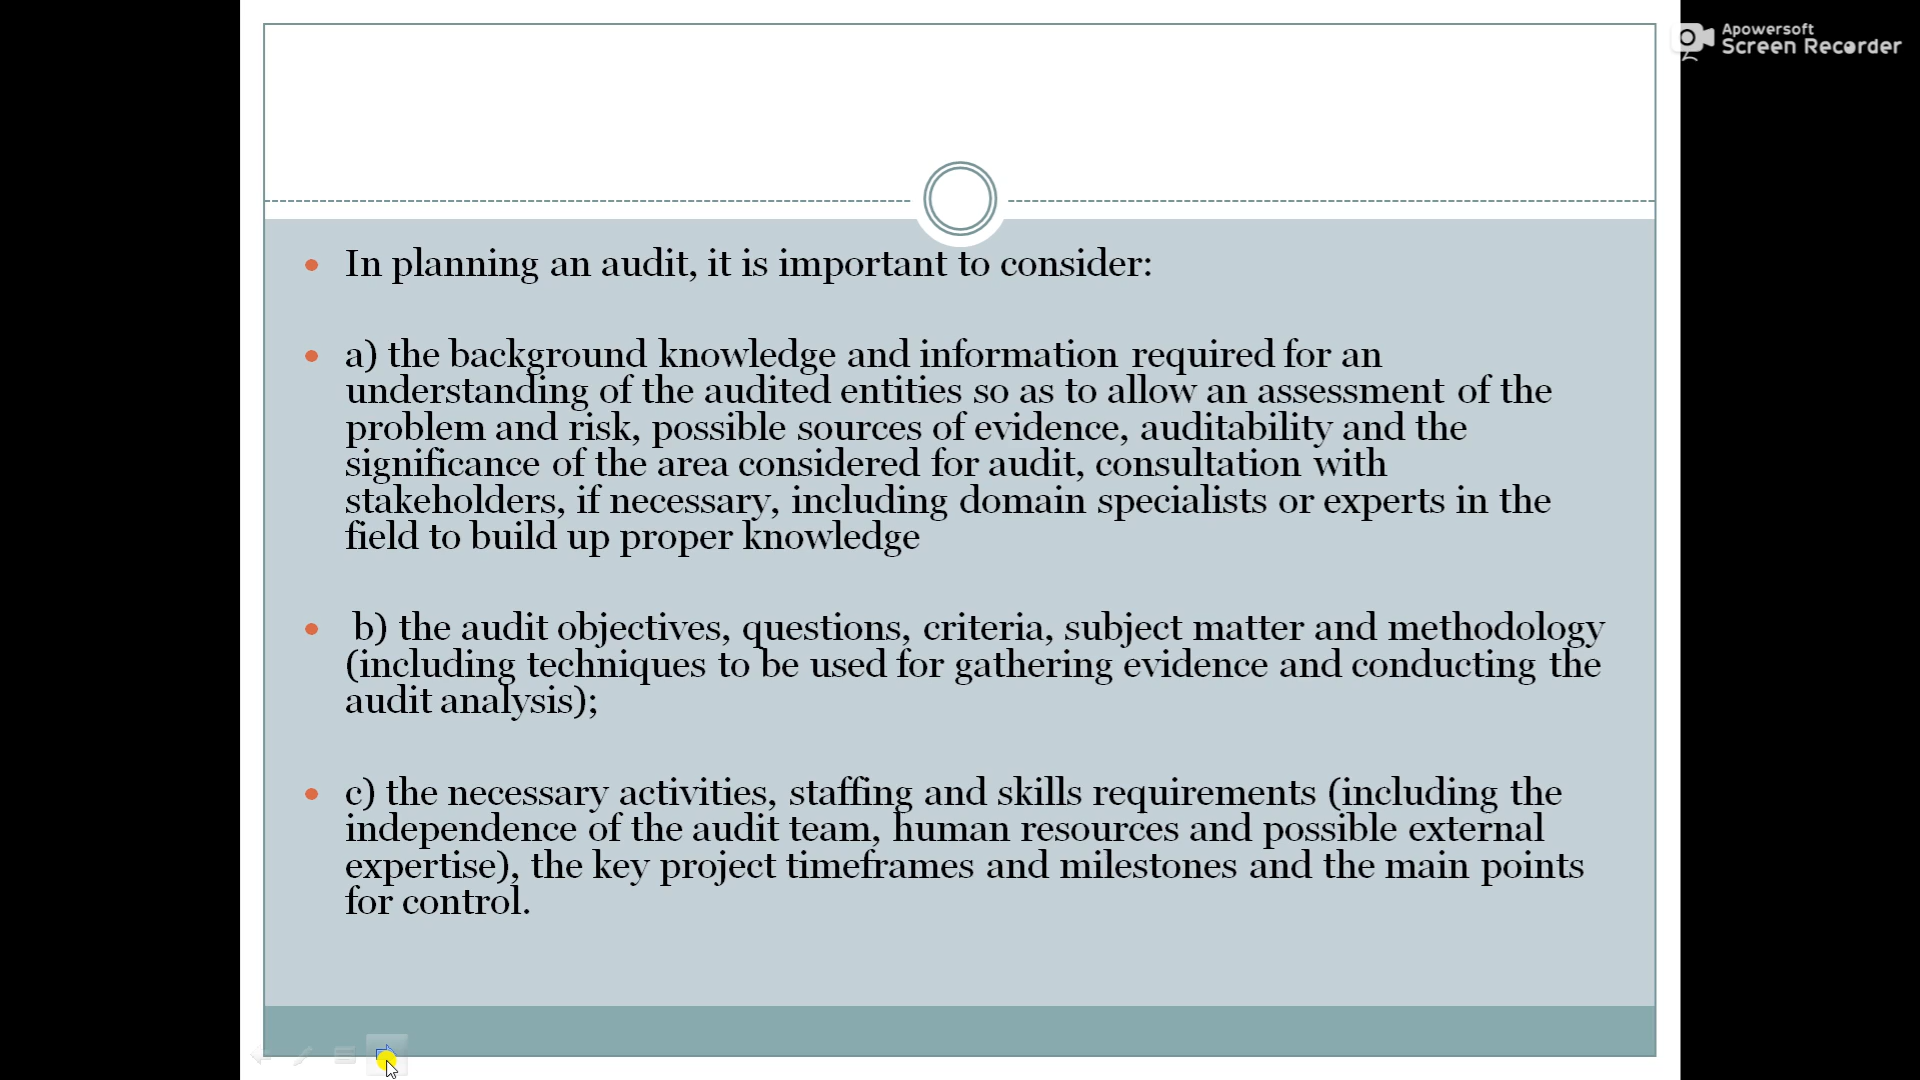 Apowersoft
Screen Recorder
In planning an audit, it is important to consider:
a) the background knowledge and information required for an
understanding of the audited entities so as to allow an assessment of the
problem and risk, possible sources of evidence, auditability and the
significance of the area considered for audit, consultation with
stakeholders, if necessary, including domain specialists or experts in the
field to build up proper knowledge
b) the audit objectives, questions, criteria, subject matter and methodology
(including techniques to be used for gathering evidence and conducting the
audit analysis);
c) the necessary activities, staffing and skills requirements (including the
independence of the audit team, human resources and possible external
expertise), the key project timeframes and milestones and the main points
for control.